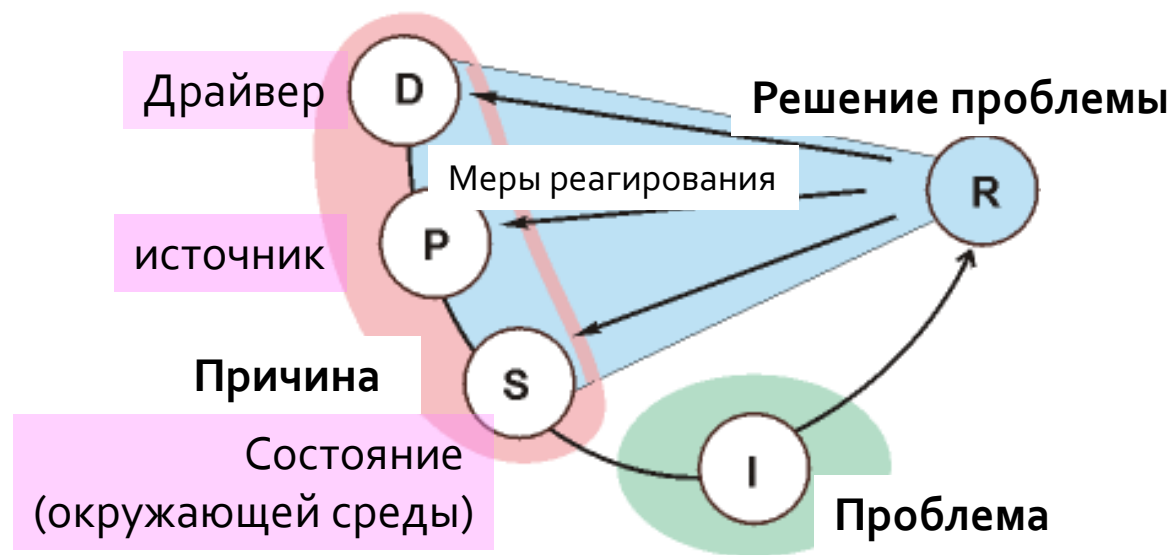 Драйвер
D
Решение проблемы
Меры реагирования
R
источник
P
Причина
S
Состояние
(окружающей среды)
I
Проблема